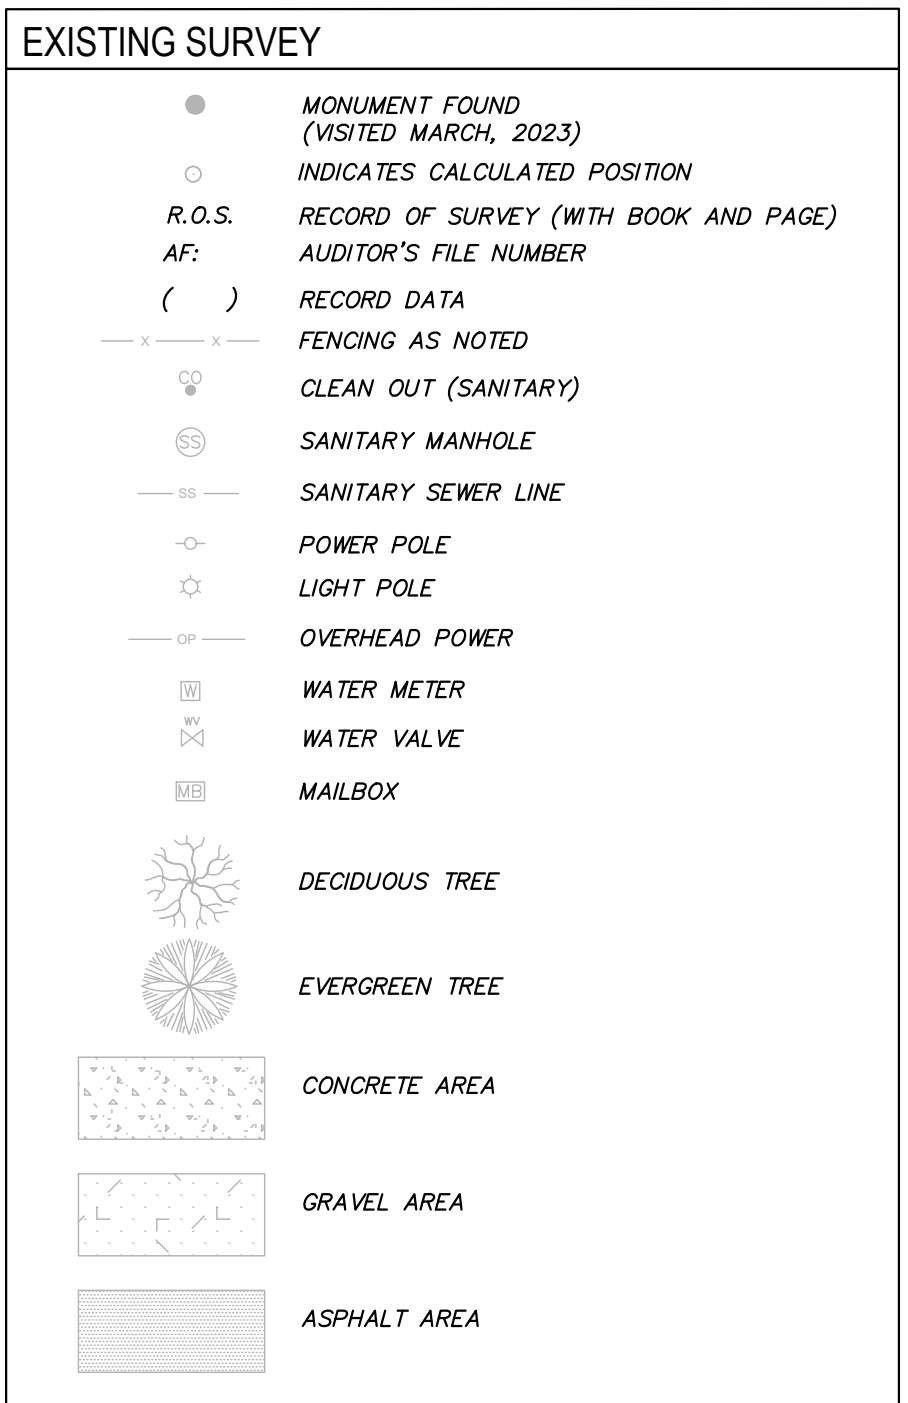 EXISTING SURVEY
MONUMENT FOUND
(VISITED MARCH, 2023)
INDICATES CALCULATED POSITION
R.O.S. RECORD OF SURVEY (WITH BOOK AND PAGE)
AF: AUDITOR'S FILE NUMBER
( ) RECORD DATA
X X FENCING AS NOTED
CO
CLEAN OUT (SANITARY)
SS SANITARY MANHOLE
SS SANITARY SEWER LINE
POWER POLE
LIGHT POLE
OP OVERHEAD POWER
W WATER METER
WV
WATER VALVE
MB MAILBOX
DECIDUOUS TREE
EVERGREEN TREE
CONCRETE AREA
GRAVEL AREA
ASPHALT AREA